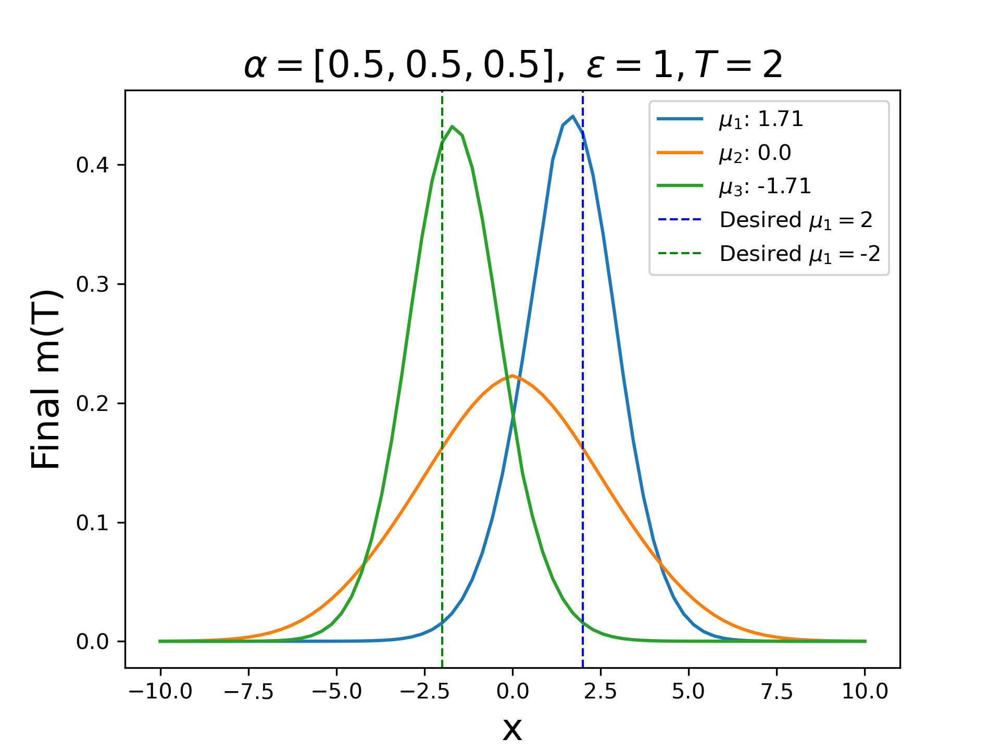 α = [0.5, 0.5, 0.5], ε = 1, T = 2
μ₁: 1.71
μ₂: 0.0
μ₃: -1.71
Desired μ₁ = 2
Desired μ₁ = -2
Final m(T)
0.4
0.3
0.2
0.1
0.0
−10.0 −7.5 −5.0 −2.5 0.0 2.5 5.0 7.5 10.0
x